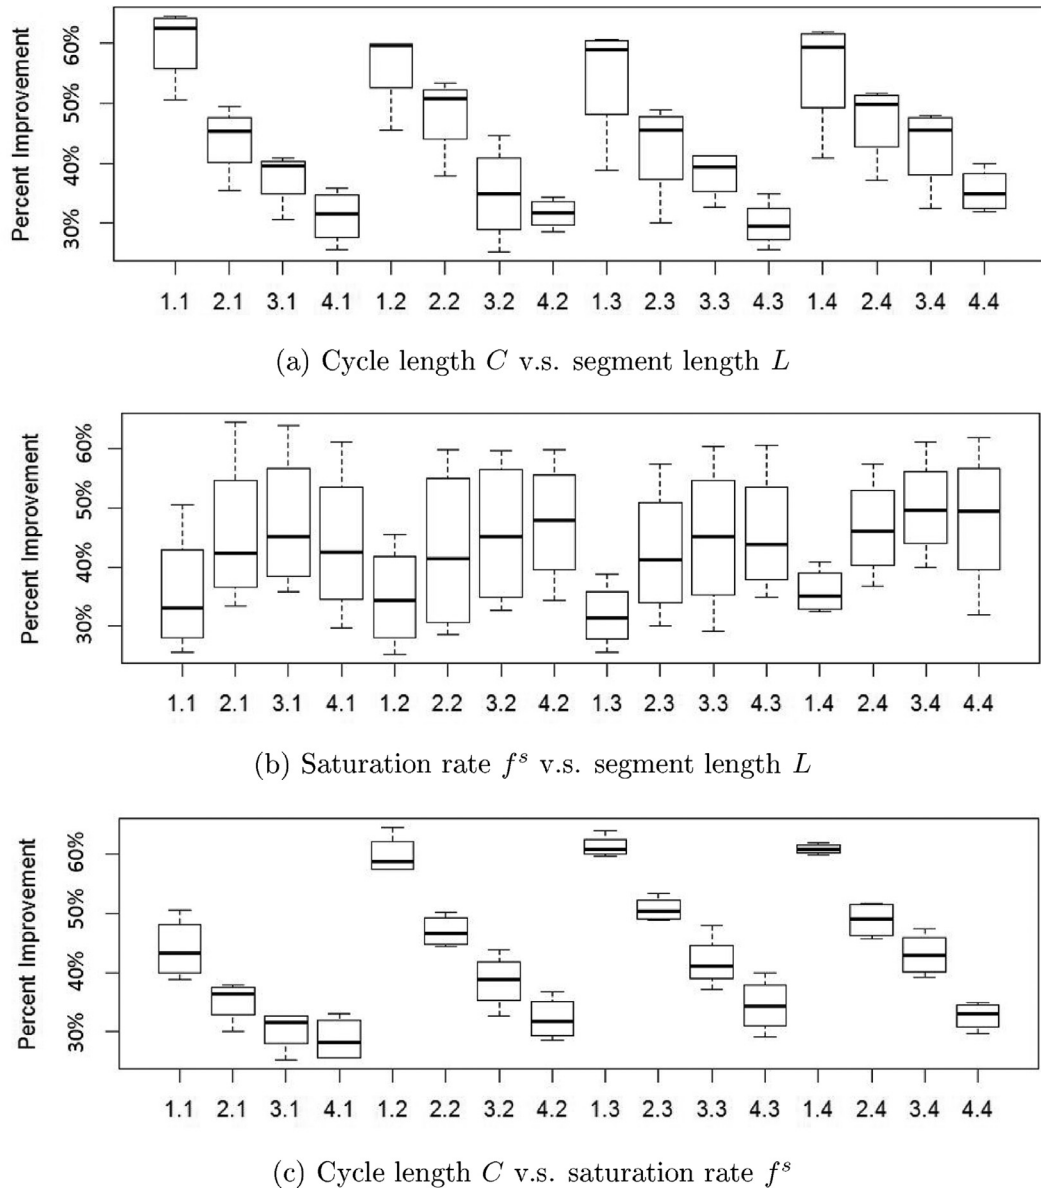 Percent Improvement
60%
50%
40%
30%
1.1 2.1 3.1 4.1 1.2 2.2 3.2 4.2 1.3 2.3 3.3 4.3 1.4 2.4 3.4 4.4
(a) Cycle length C v.s. segment length L
Percent Improvement
60%
50%
40%
30%
1.1 2.1 3.1 4.1 1.2 2.2 3.2 4.2 1.3 2.3 3.3 4.3 1.4 2.4 3.4 4.4
(b) Saturation rate f^s v.s. segment length L
Percent Improvement
60%
50%
40%
30%
1.1 2.1 3.1 4.1 1.2 2.2 3.2 4.2 1.3 2.3 3.3 4.3 1.4 2.4 3.4 4.4
(c) Cycle length C v.s. saturation rate f^s